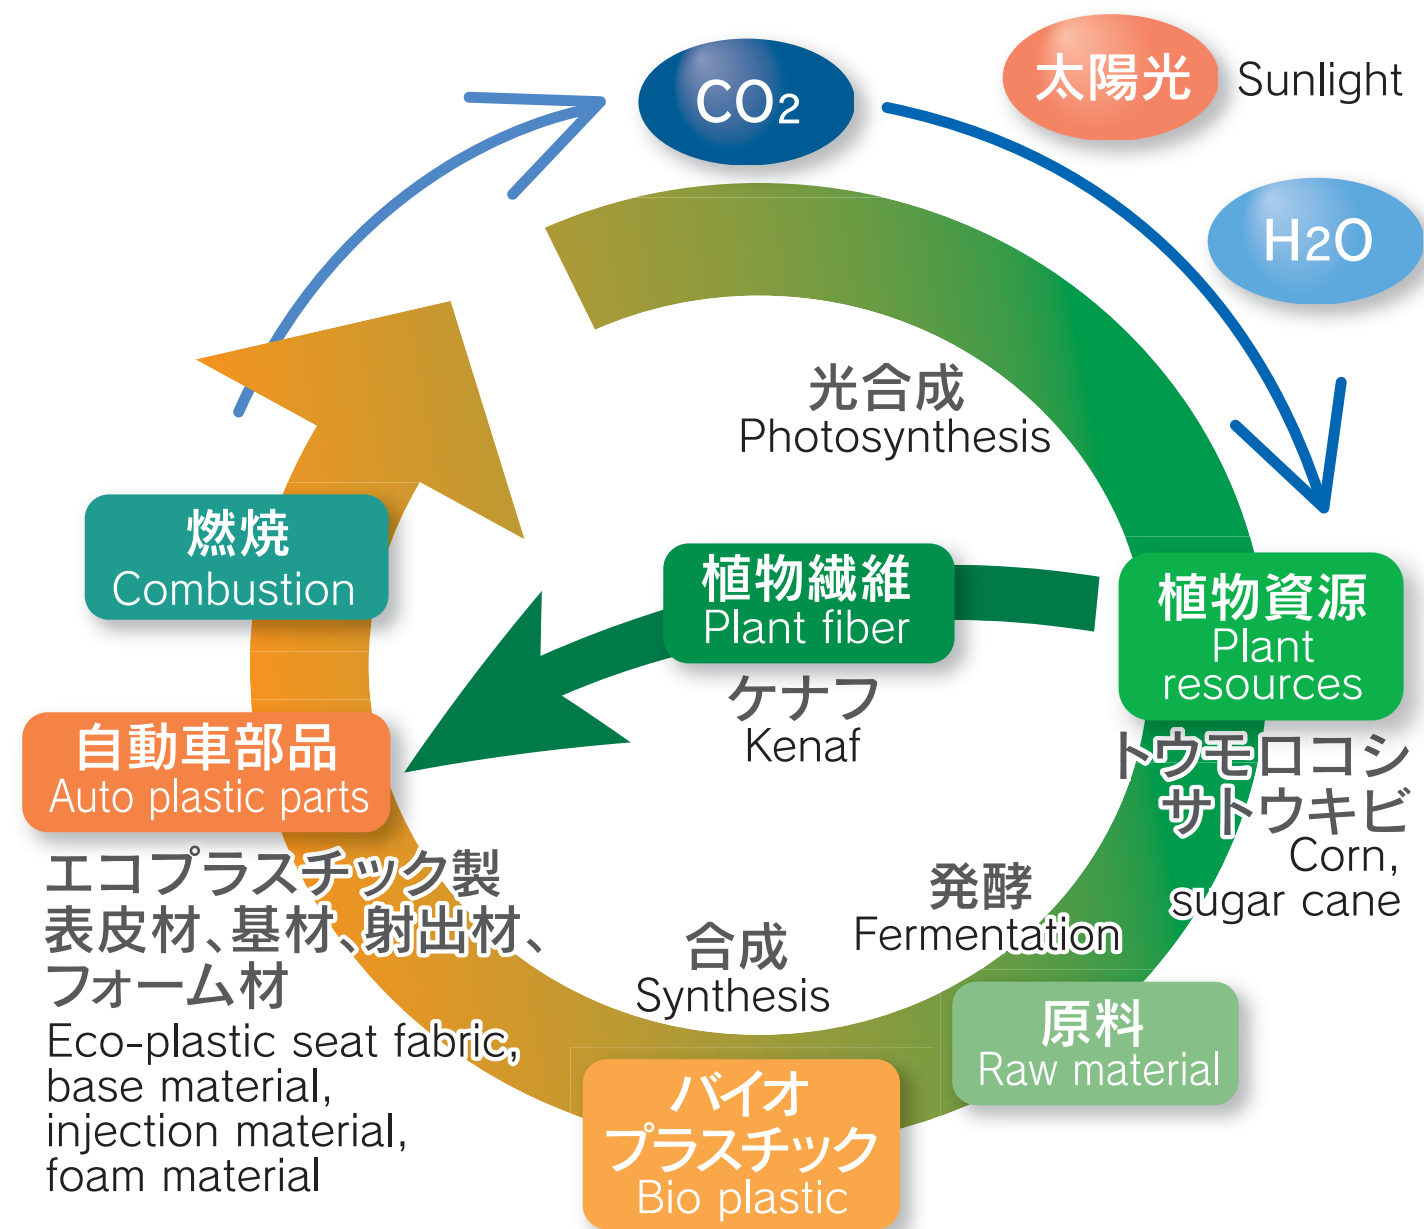 CO2
太陽光
Sunlight
H2O
光合成
Photosynthesis
燃焼
Combustion
植物繊維
Plant fiber
ケナフ
Kenaf
植物資源
Plant
resources
トウモロコシ
サトウキビ
Corn,
sugar cane
自動車部品
Auto plastic parts
エコプラスチック製
表皮材、基材、射出材、
フォーム材
Eco-plastic seat fabric,
base material,
injection material,
foam material
発酵
Fermentation
合成
Synthesis
原料
Raw material
バイオ
プラスチック
Bio plastic